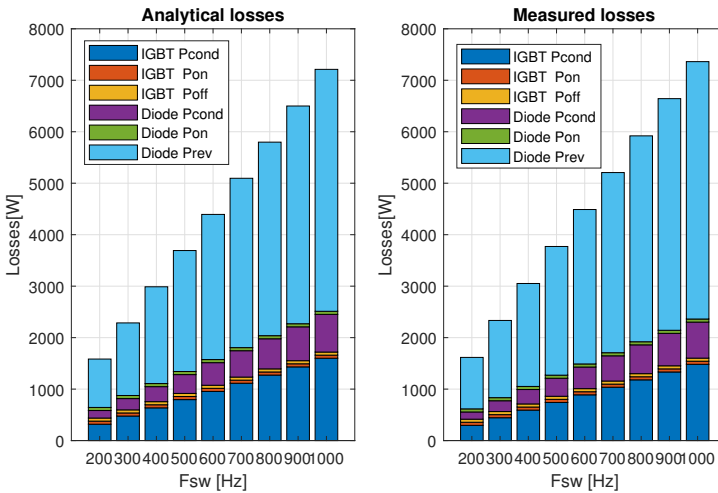 Analytical losses
8000
7000
6000
5000
4000
3000
2000
1000
0
Losses[W]
IGBT Pcond
IGBT Pon
IGBT Poff
Diode Pcond
Diode Pon
Diode Prev
200 300 400 500 600 700 800 900 1000
Fsw [Hz]
Measured losses
8000
7000
6000
5000
4000
3000
2000
1000
0
Losses[W]
IGBT Pcond
IGBT Pon
IGBT Poff
Diode Pcond
Diode Pon
Diode Prev
200 300 400 500 600 700 800 900 1000
Fsw [Hz]